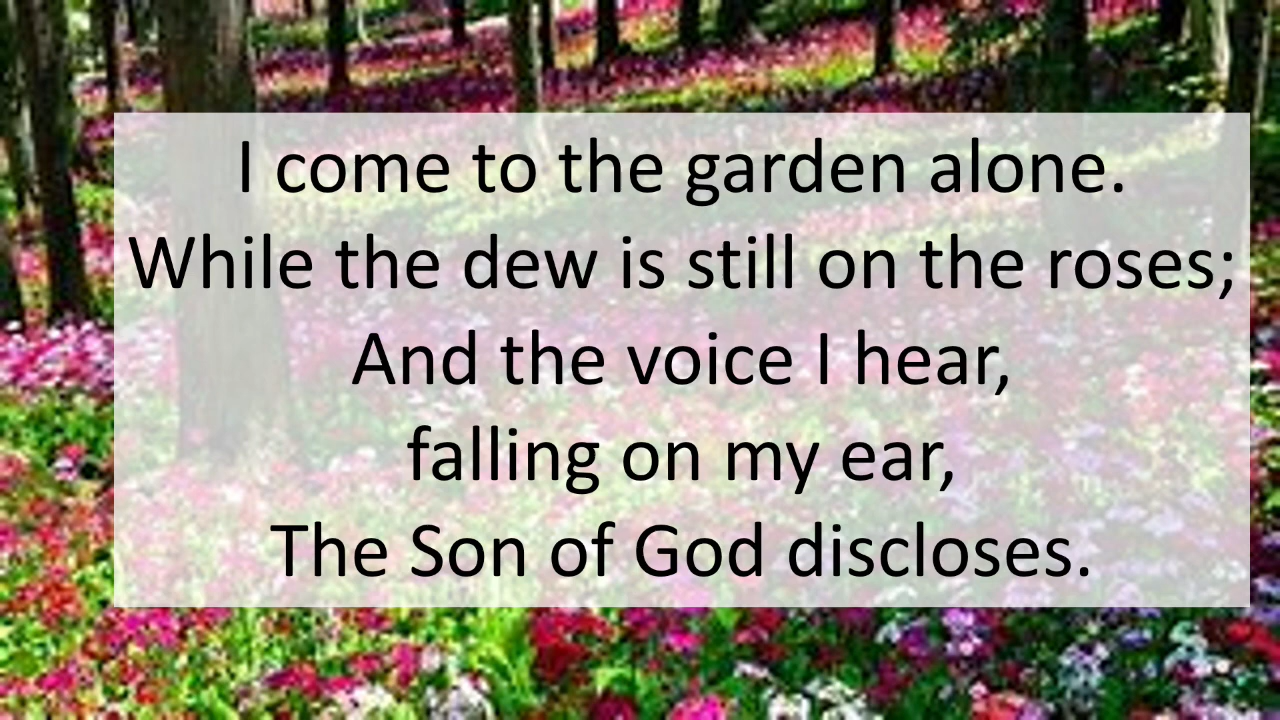 I come to the garden alone.
While the dew is still on the roses;
And the voice I hear,
falling on my ear,
The Son of God discloses.